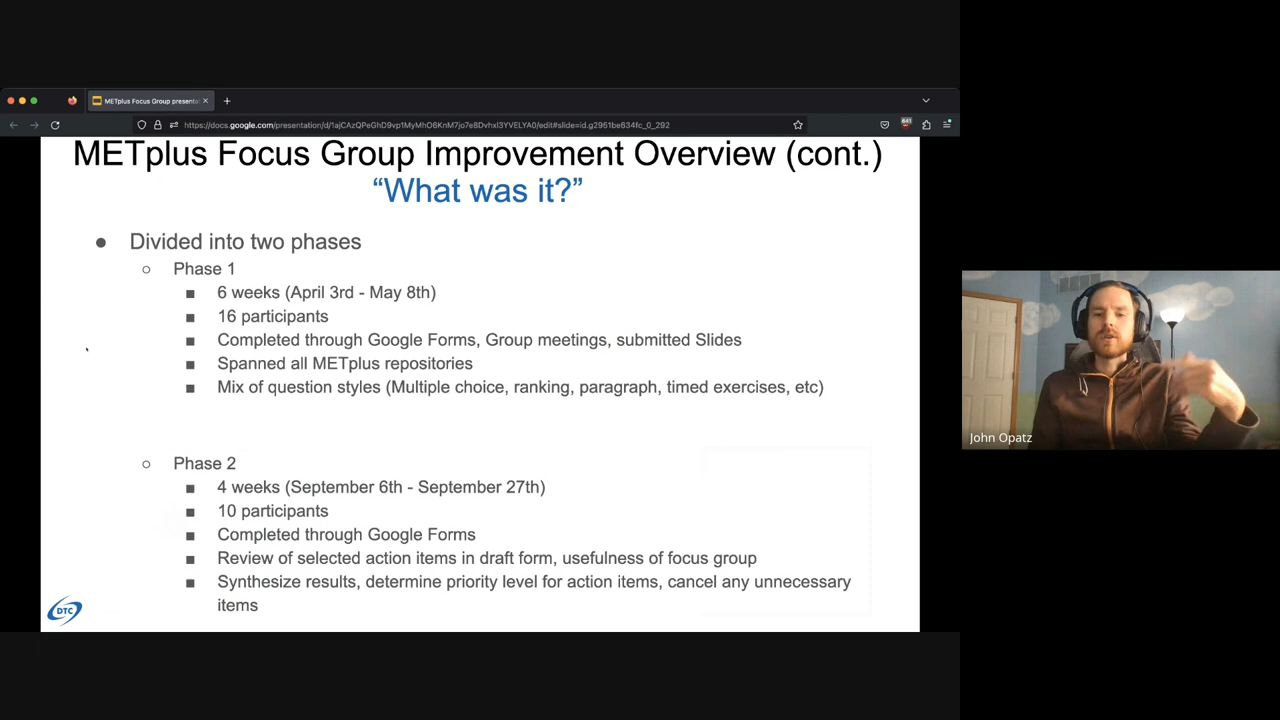 METplus Focus Group presenta
https://docs.google.com/presentation/d/1ajCAzQPeGhD9vp1MyMhO6KnM7jo7e8Dvhxl3YVELYA0/edit#slide=id.g2951be634fc_0_292
641
METplus Focus Group Improvement Overview (cont.)
“What was it?”
● Divided into two phases
○ Phase 1
■ 6 weeks (April 3rd - May 8th)
■ 16 participants
■ Completed through Google Forms, Group meetings, submitted Slides
■ Spanned all METplus repositories
■ Mix of question styles (Multiple choice, ranking, paragraph, timed exercises, etc)
○ Phase 2
■ 4 weeks (September 6th - September 27th)
■ 10 participants
■ Completed through Google Forms
■ Review of selected action items in draft form, usefulness of focus group
■ Synthesize results, determine priority level for action items, cancel any unnecessary
items
DTC
John Opatz